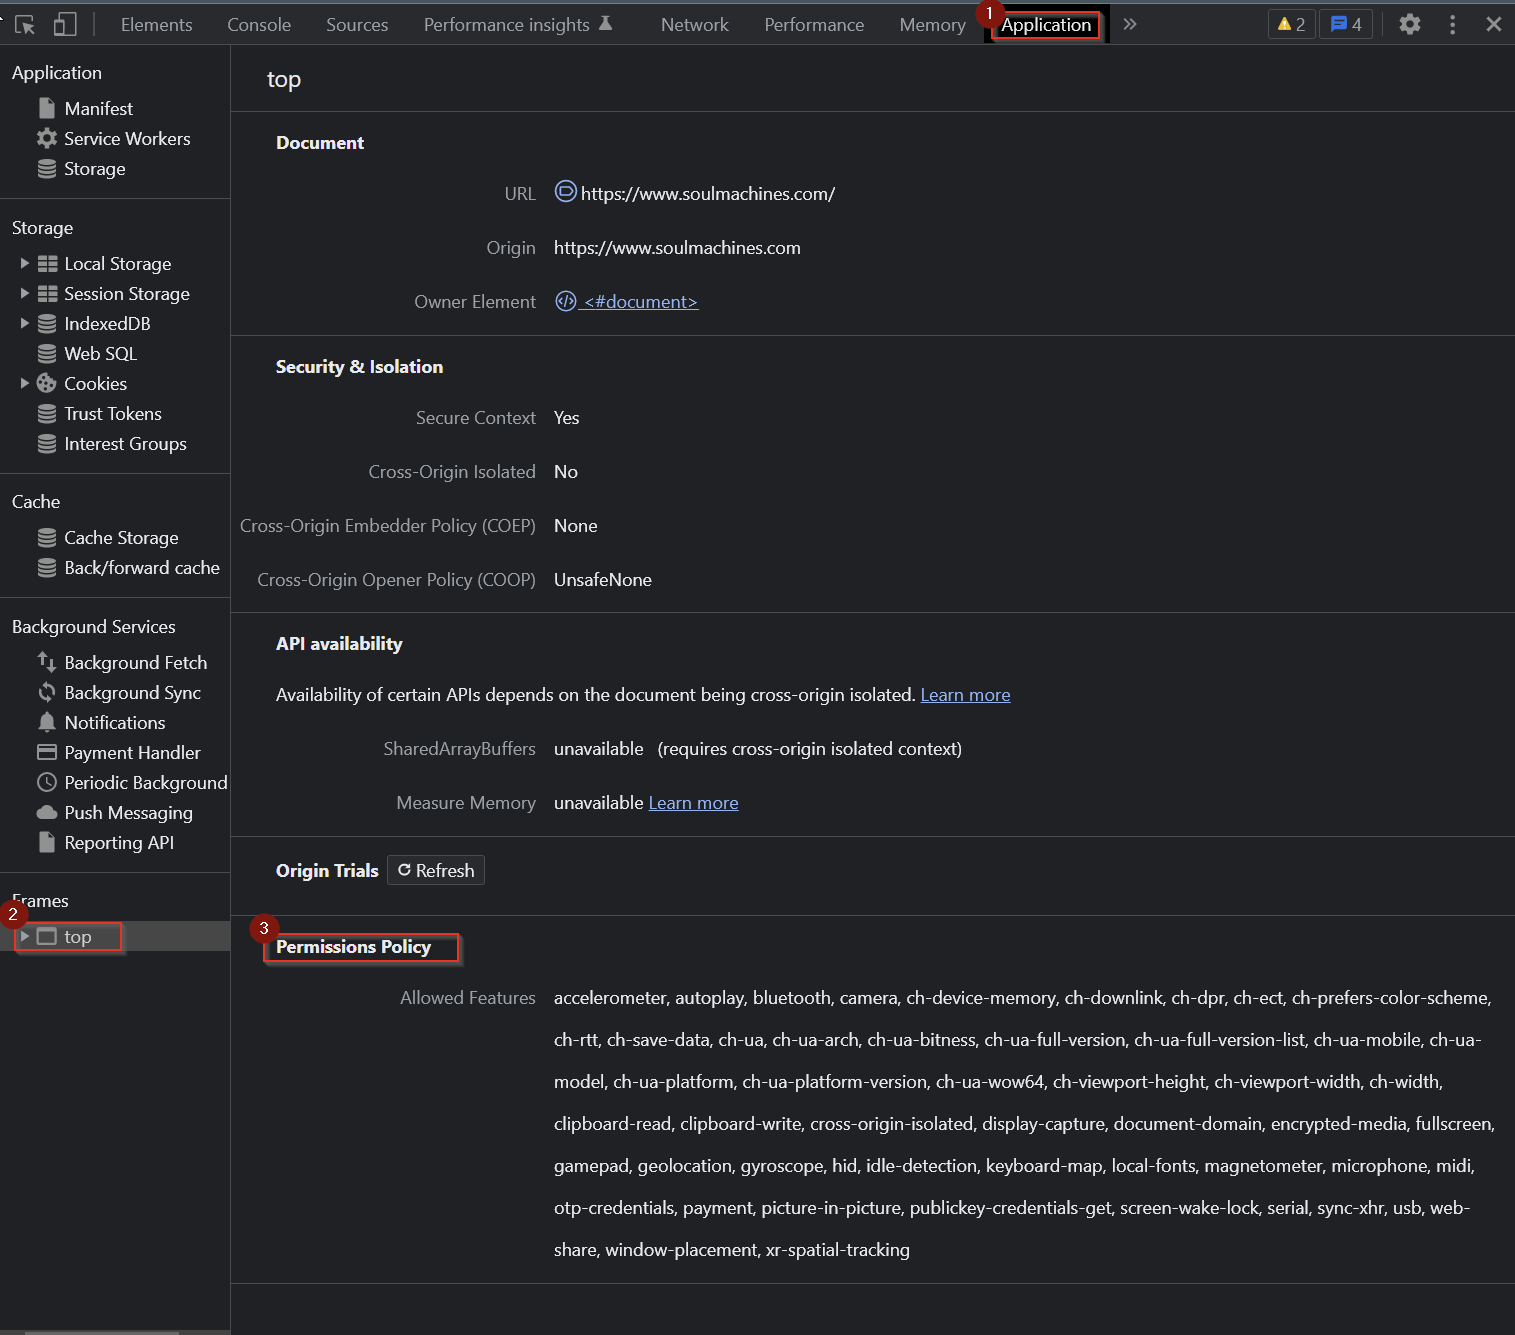 Elements Console Sources Performance insights Network Performance Memory 1 Application » 2 4
Application
Manifest
Service Workers
Storage
Storage
Local Storage
Session Storage
IndexedDB
Web SQL
Cookies
Trust Tokens
Interest Groups
Cache
Cache Storage
Back/forward cache
Background Services
Background Fetch
Background Sync
Notifications
Payment Handler
Periodic Background
Push Messaging
Reporting API
Frames
2
top
top
Document
URL https://www.soulmachines.com/
Origin https://www.soulmachines.com
Owner Element <#document>
Security & Isolation
Secure Context Yes
Cross-Origin Isolated No
Cross-Origin Embedder Policy (COEP) None
Cross-Origin Opener Policy (COOP) UnsafeNone
API availability
Availability of certain APIs depends on the document being cross-origin isolated. Learn more
SharedArrayBuffers unavailable (requires cross-origin isolated context)
Measure Memory unavailable Learn more
Origin Trials Refresh
3
Permissions Policy
Allowed Features accelerometer, autoplay, bluetooth, camera, ch-device-memory, ch-downlink, ch-dpr, ch-ect, ch-prefers-color-scheme,
ch-rtt, ch-save-data, ch-ua, ch-ua-arch, ch-ua-bitness, ch-ua-full-version, ch-ua-full-version-list, ch-ua-mobile, ch-ua-
model, ch-ua-platform, ch-ua-platform-version, ch-ua-wow64, ch-viewport-height, ch-viewport-width, ch-width,
clipboard-read, clipboard-write, cross-origin-isolated, display-capture, document-domain, encrypted-media, fullscreen,
gamepad, geolocation, gyroscope, hid, idle-detection, keyboard-map, local-fonts, magnetometer, microphone, midi,
otp-credentials, payment, picture-in-picture, publickey-credentials-get, screen-wake-lock, serial, sync-xhr, usb, web-
share, window-placement, xr-spatial-tracking